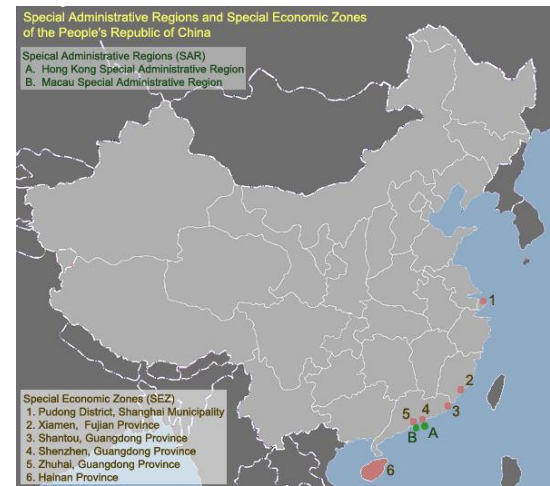 Special Administrative Regions and Special Economic Zones
of the People's Republic of China
Speical Administrative Regions (SAR)
A. Hong Kong Special Administrative Region
B. Macau Special Administrative Region
1
2
3
4
5
A
B
6
Special Economic Zones (SEZ)
1. Pudong District, Shanghai Municipality
2. Xiamen, Fujian Province
3. Shantou, Guangdong Province
4. Shenzhen, Guangdong Province
5. Zhuhai, Guangdong Province
6. Hainan Province